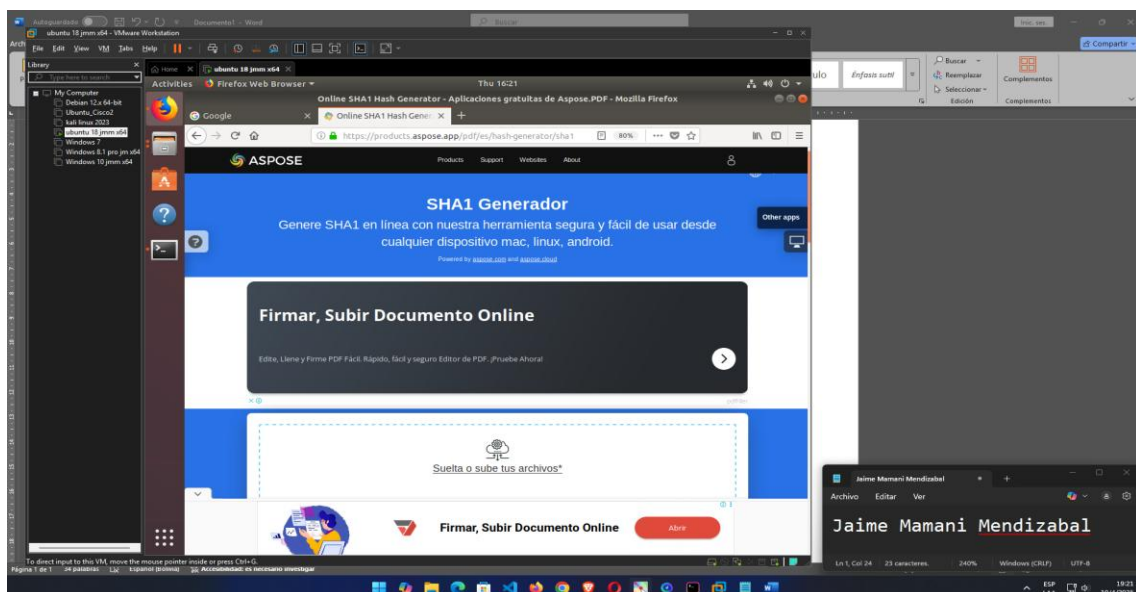 Autoguardado
Documento1 - Word
Buscar
Inic. ses.
ubuntu 18 jmm x64 - VMware Workstation
Compartir
File Edit View VM Tabs Help
Library
Type here to search
My Computer
Debian 12.x 64-bit
Ubuntu_Cisco2
kali linux 2023
ubuntu 18 jmm x64
Windows 7
Windows 8.1 pro jm x64
Windows 10 jmm x64
Home
ubuntu 18 jmm x64
Activities Firefox Web Browser
Thu 16:21
Online SHA1 Hash Generator - Aplicaciones gratuitas de Aspose.PDF - Mozilla Firefox
Google
Online SHA1 Hash Gener
https://products.aspose.app/pdf/es/hash-generator/sha1
80%
ASPOSE
Products Support Websites About
SHA1 Generador
Genere SHA1 en línea con nuestra herramienta segura y fácil de usar desde
cualquier dispositivo mac, linux, android.
Powered by aspose.com and aspose.cloud
Other apps
Firmar, Subir Documento Online
Edite, Llene y Firme PDF Fácil. Rápido, fácil y seguro Editor de PDF. ¡Pruebe Ahora!
Suelta o sube tus archivos*
Firmar, Subir Documento Online
Abrir
Énfasis sutil
Buscar
Reemplazar
Seleccionar
Edición
Complementos
Complementos
Jaime Mamani Mendizabal
Archivo Editar Ver
Jaime Mamani Mendizabal
Ln 1, Col 24 23 caracteres. 240% Windows (CRLF) UTF-8
To direct input to this VM, move the mouse pointer inside or press Ctrl+G.
Página 1 de 1 34 palabras Español (Bolivia) Accesibilidad: es necesario investigar
ESP
19:21